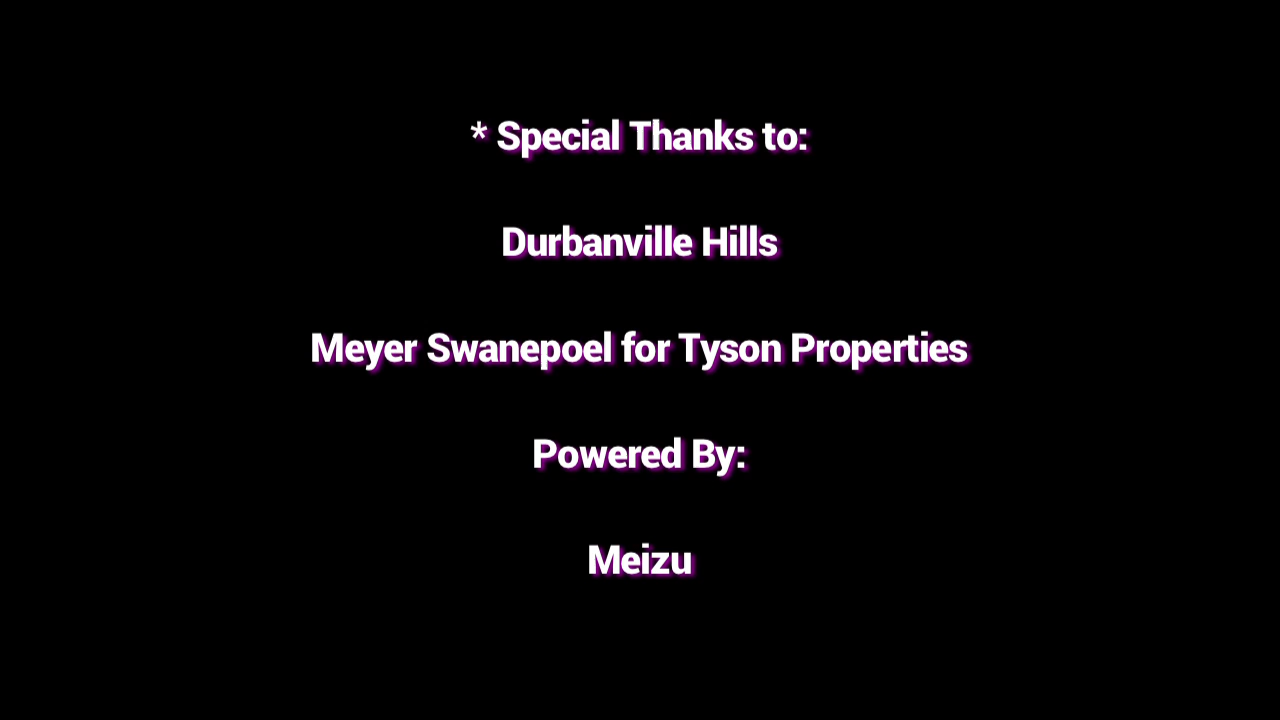 * Special Thanks to:
Durbanville Hills
Meyer Swanepoel for Tyson Properties
Powered By:
Meizu